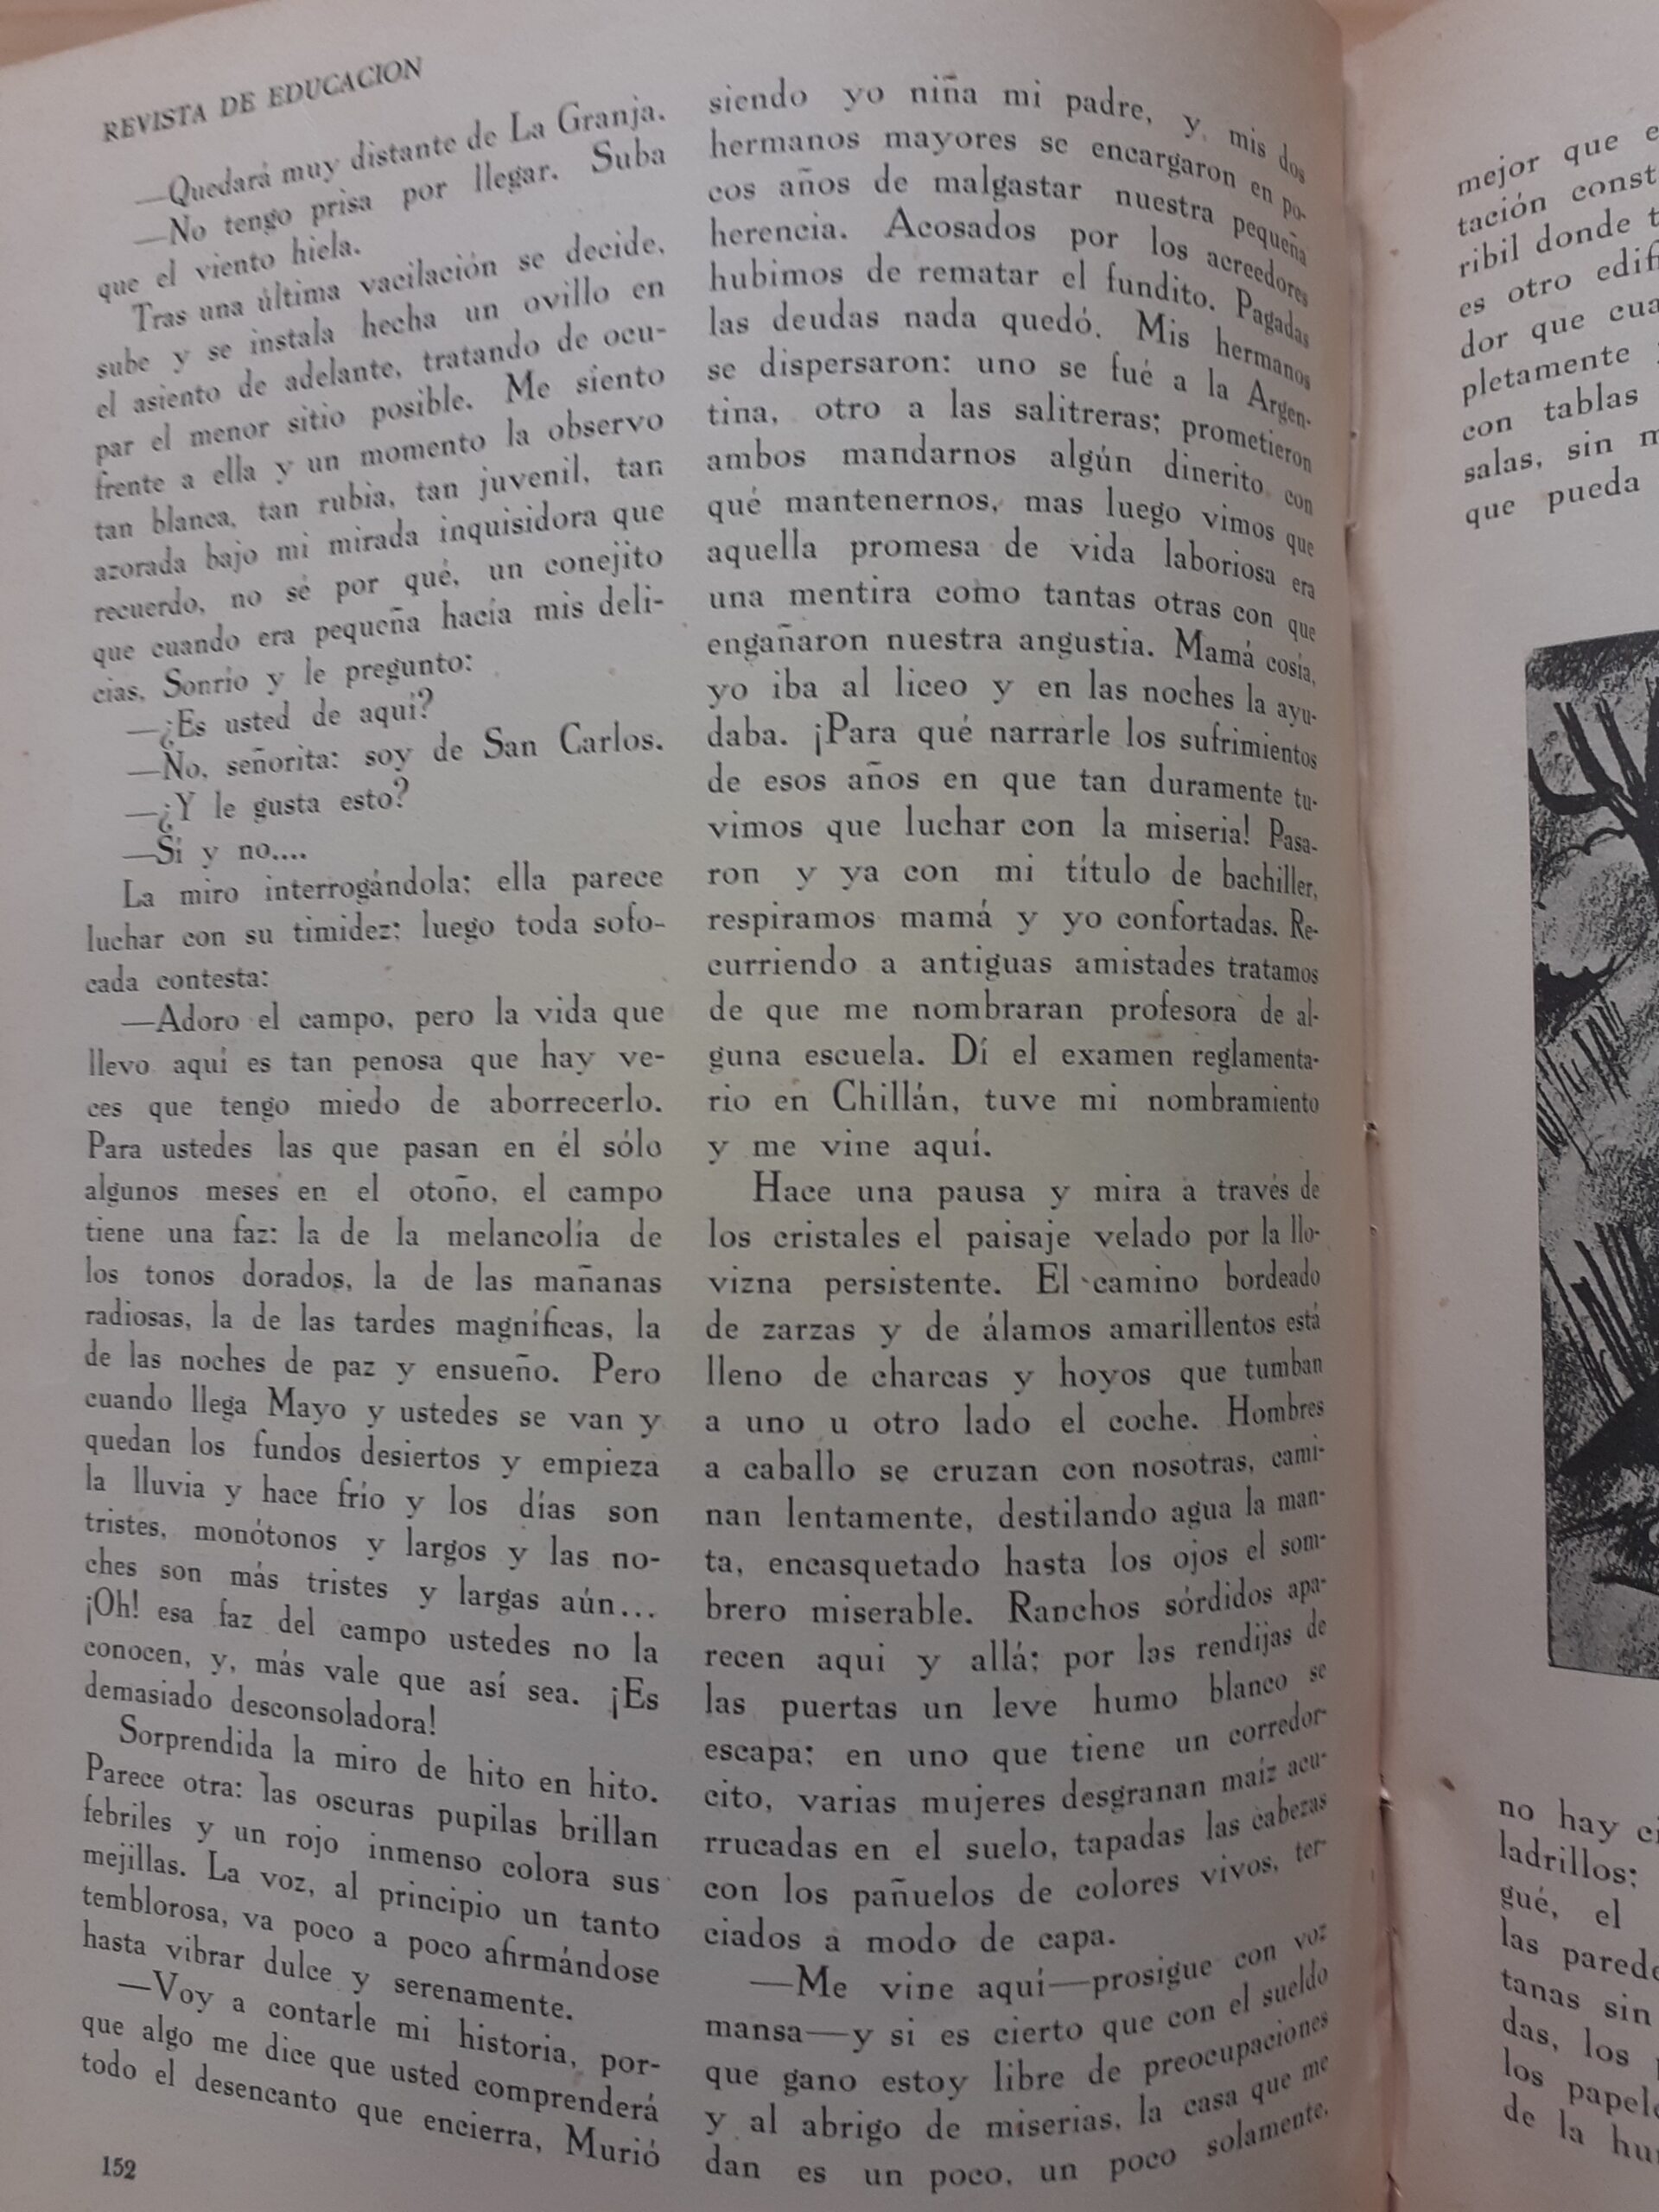 REVISTA DE EDUCACION
—Quedará muy distante de La Granja.
—No tengo prisa por llegar. Suba
que el viento hiela.
Tras una última vacilación se decide,
sube y se instala hecha un ovillo en
el asiento de adelante, tratando de ocu-
par el menor sitio posible. Me siento
frente a ella y un momento la observo
tan blanca, tan rubia, tan juvenil, tan
azorada bajo mi mirada inquisidora que
recuerdo, no sé por qué, un conejito
que cuando era pequeña hacía mis deli-
cias. Sonrío y le pregunto:
—¿Es usted de aquí?
—No, señorita: soy de San Carlos.
—¿Y le gusta esto?
—Sí y no....
La miro interrogándola; ella parece
luchar con su timidez; luego toda sofo-
cada contesta:
—Adoro el campo, pero la vida que
llevo aquí es tan penosa que hay ve-
ces que tengo miedo de aborrecerlo.
Para ustedes las que pasan en él sólo
algunos meses en el otoño, el campo
tiene una faz: la de la melancolía de
los tonos dorados, la de las mañanas
radiosas, la de las tardes magníficas, la
de las noches de paz y ensueño. Pero
cuando llega Mayo y ustedes se van y
quedan los fundos desiertos y empieza
la lluvia y hace frío y los días son
tristes, monótonos y largos y las no-
ches son más tristes y largas aún...
¡Oh! esa faz del campo ustedes no la
conocen, y, más vale que así sea. ¡Es
demasiado desconsoladora!
Sorprendida la miro de hito en hito.
Parece otra: las oscuras pupilas brillan
febriles y un rojo inmenso colora sus
mejillas. La voz, al principio un tanto
temblorosa, va poco a poco afirmándose
hasta vibrar dulce y serenamente.
—Voy a contarle mi historia, por-
que algo me dice que usted comprenderá
todo el desencanto que encierra, Murió
152
siendo yo niña mi padre, y mis dos
hermanos mayores se encargaron en po-
cos años de malgastar nuestra pequeña
herencia. Acosados por los acreedores
hubimos de rematar el fundito. Pagadas
las deudas nada quedó. Mis hermanos
se dispersaron: uno se fué a la Argen-
tina, otro a las salitreras; prometieron
ambos mandarnos algún dinerito con
qué mantenernos, mas luego vimos que
aquella promesa de vida laboriosa era
una mentira como tantas otras con que
engañaron nuestra angustia. Mamá cosía,
yo iba al liceo y en las noches la ayu-
daba. ¡Para qué narrarle los sufrimientos
de esos años en que tan duramente tu-
vimos que luchar con la miseria! Pasa-
ron y ya con mi título de bachiller,
respiramos mamá y yo confortadas. Re-
curriendo a antiguas amistades tratamos
de que me nombraran profesora de al-
guna escuela. Dí el examen reglamenta-
rio en Chillán, tuve mi nombramiento
y me vine aquí.
Hace una pausa y mira a través de
los cristales el paisaje velado por la llo-
vizna persistente. El camino bordeado
de zarzas y de álamos amarillentos está
lleno de charcas y hoyos que tumban
a uno u otro lado el coche. Hombres
a caballo se cruzan con nosotras, cami-
nan lentamente, destilando agua la man-
ta, encasquetado hasta los ojos el som-
brero miserable. Ranchos sórdidos apa-
recen aqui y allá; por las rendijas de
las puertas un leve humo blanco se
escapa; en uno que tiene un corredor-
cito, varias mujeres desgranan maíz acu-
rrucadas en el suelo, tapadas las cabezas
con los pañuelos de colores vivos, ter-
ciados a modo de capa.
—Me vine aquí—prosigue con voz
mansa—y si es cierto que con el sueldo
que gano estoy libre de preocupaciones
y al abrigo de miserias, la casa que me
dan es un poco, un poco solamente,
mejor que
tación
ribil donde
es otro
dor que
pletamente
con tablas
salas, sin
que pueda
no hay
ladrillos;
gué, el
las
tanas sin
das, los
los
de la